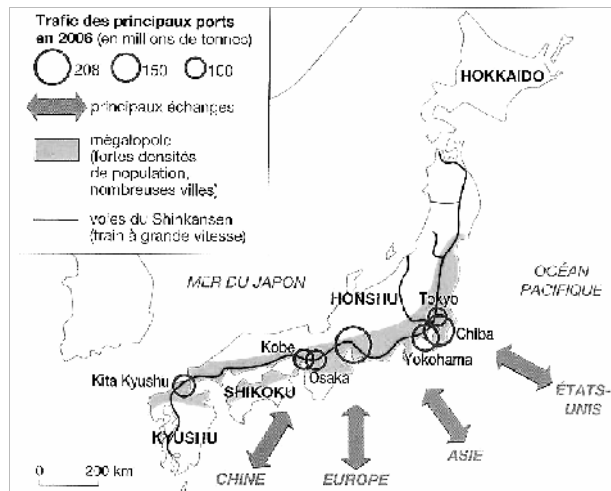 Trafic des principaux ports
en 2006 (en millions de tonnes)
208 150 100
principaux échanges
mégalopole
(fortes densités
de population,
nombreuses villes)
voies du Shinkansen
(train à grande vitesse)
HOKKAIDO
MER DU JAPON
OCÉAN
PACIFIQUE
HONSHU
Tokyo
Chiba
Yokohama
Kobe
Osaka
Kita Kyushu
SHIKOKU
KYUSHU
ÉTATS-
UNIS
ASIE
CHINE
EUROPE
0 200 km